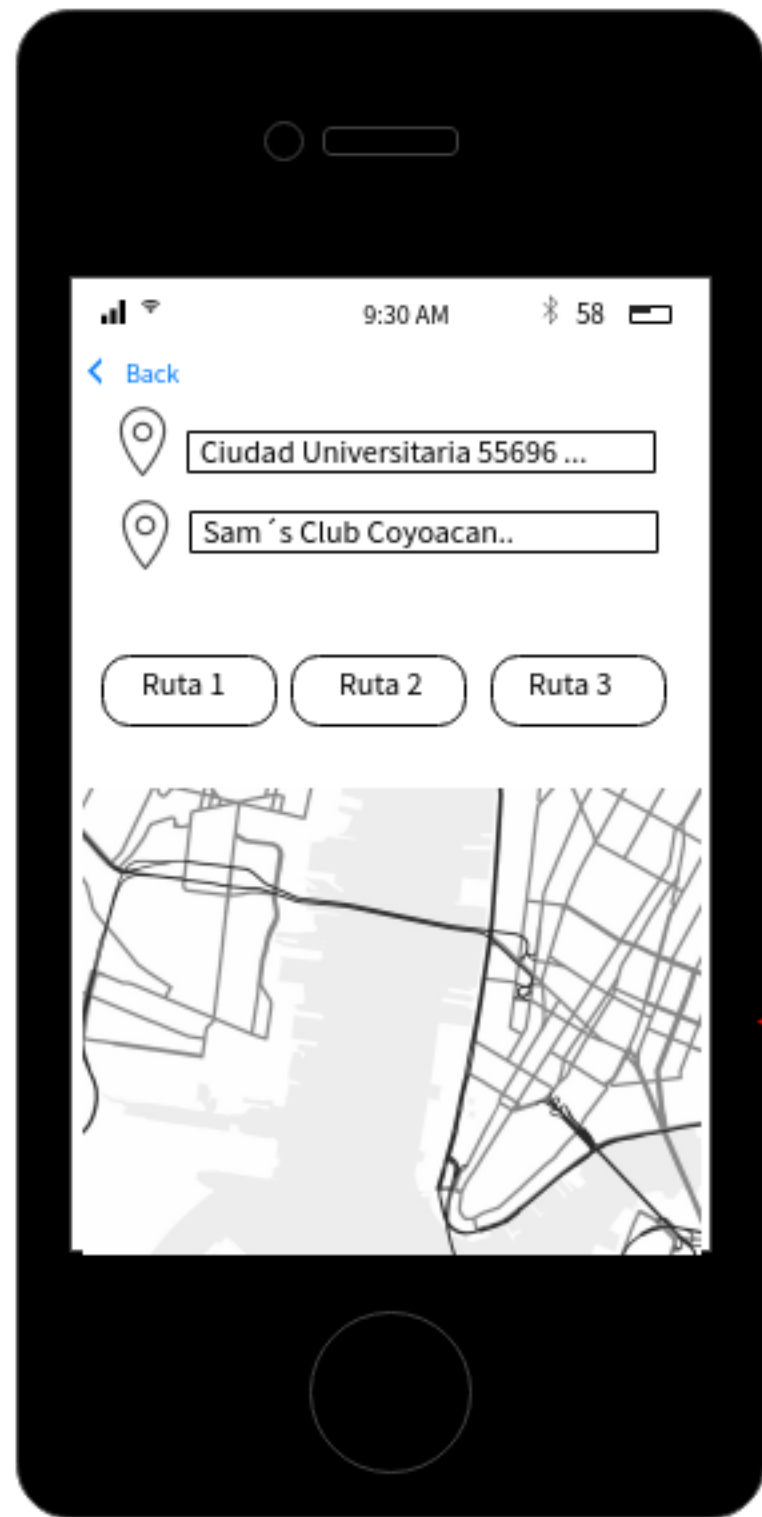 9:30 AM 58
Back
Ciudad Universitaria 55696 ...
Sam ´s Club Coyoacan..
Ruta 1 Ruta 2 Ruta 3